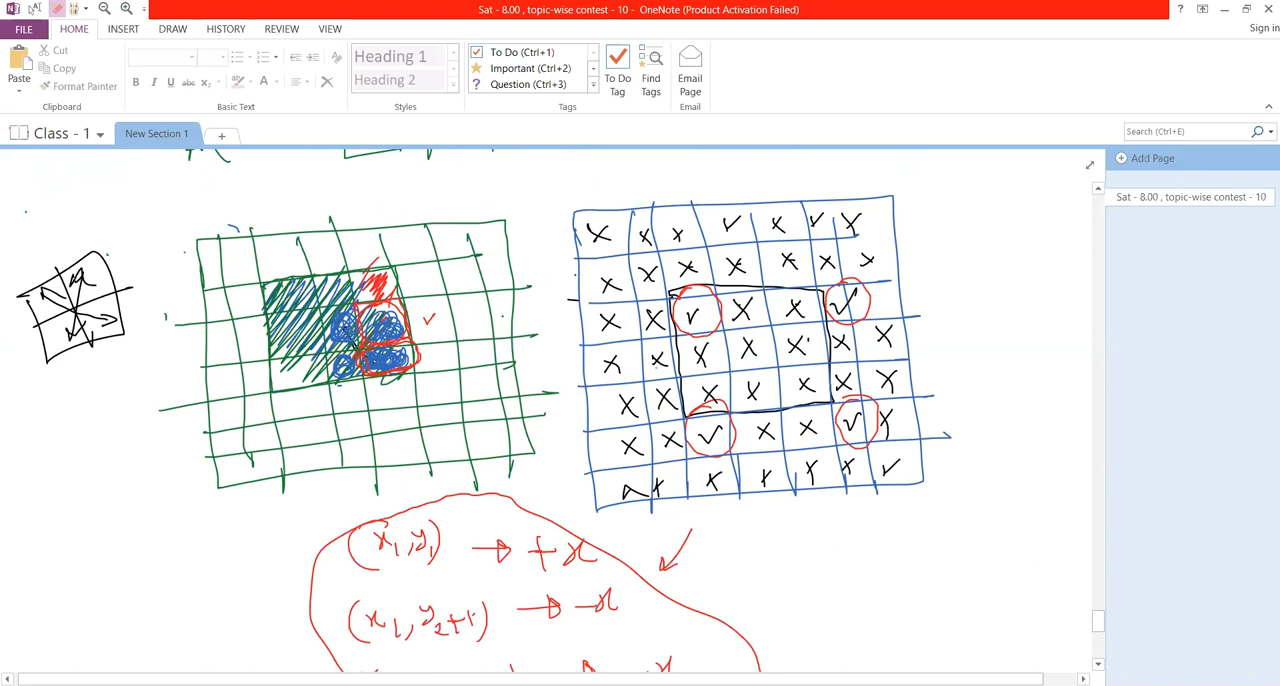 Sat - 8.00 , topic-wise contest - 10 - OneNote (Product Activation Failed)
FILE HOME INSERT DRAW HISTORY REVIEW VIEW Sign in
Paste
Cut
Copy
Format Painter
Clipboard
B I U abc X₂ A
Basic Text
Heading 1
Heading 2
Styles
To Do (Ctrl+1)
Important (Ctrl+2)
Question (Ctrl+3)
Tags
To Do Tag
Find Tags
Email Page
Email
Class - 1 New Section 1
Search (Ctrl+E)
Add Page
Sat - 8.00 , topic-wise contest - 10
(x₁, y₁) → +x
(x₁, y₂+1) → -x